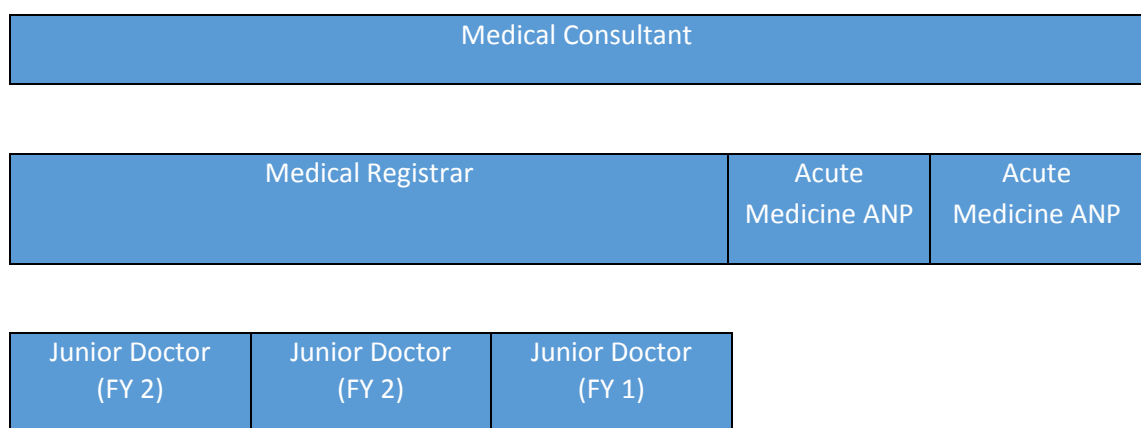 Medical Consultant
Medical Registrar
Acute
Medicine ANP
Acute
Medicine ANP
Junior Doctor
(FY 2)
Junior Doctor
(FY 2)
Junior Doctor
(FY 1)